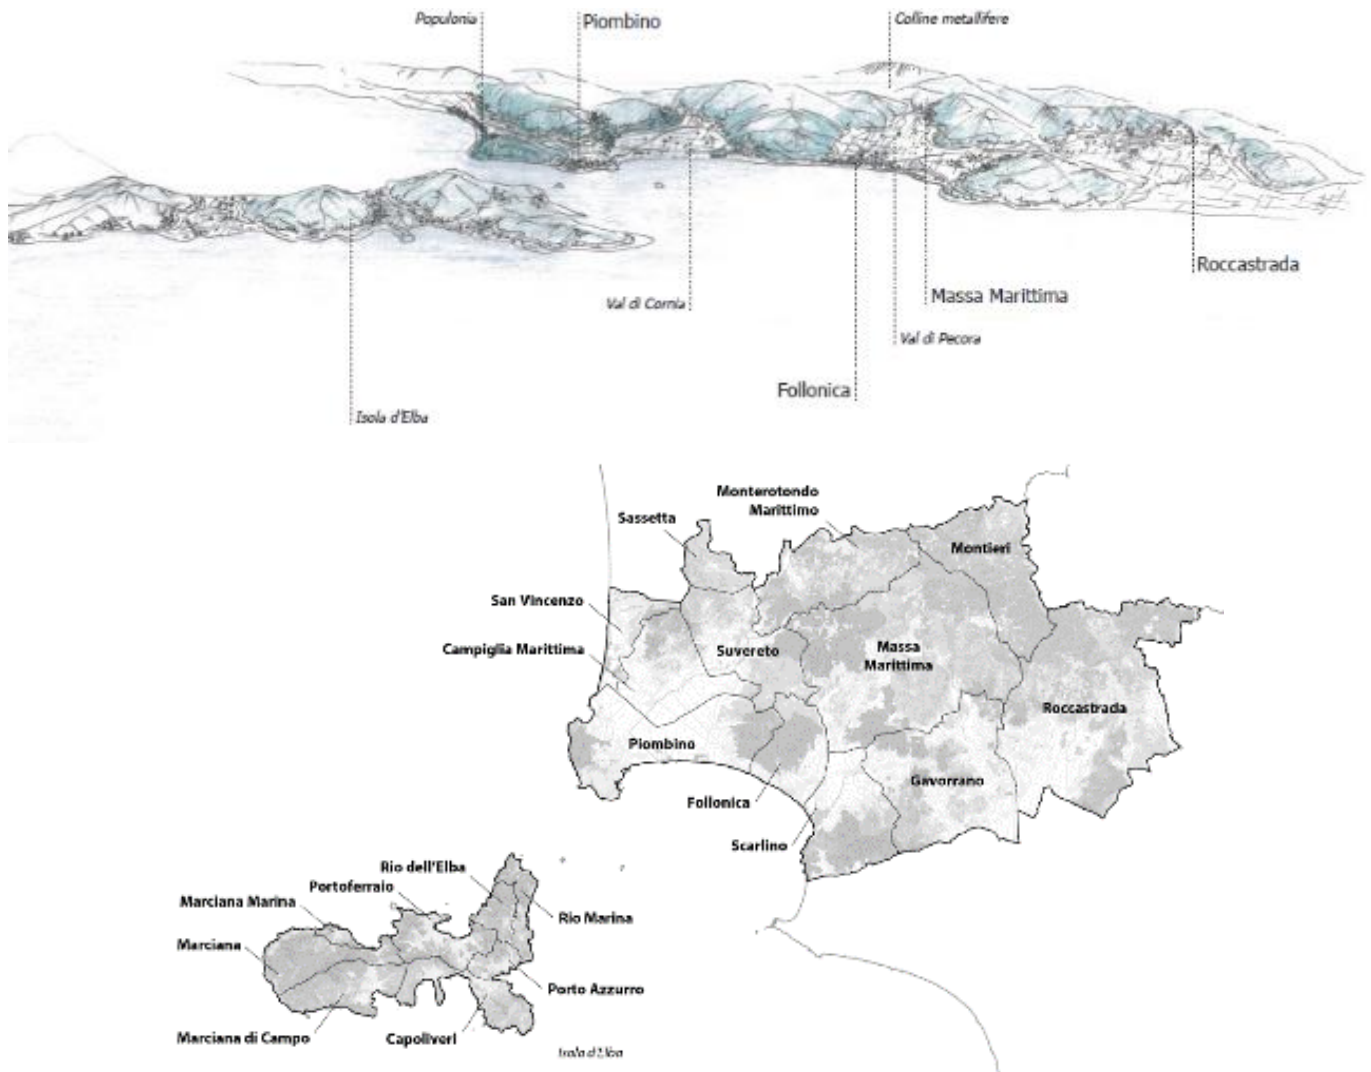 Populonia
Piombino
Colline metallifere
Roccastrada
Massa Marittima
Val di Cornia
Val di Pecora
Follonica
Isola d'Elba
Monterotondo
Marittimo
Sassetta
Montieri
San Vincenzo
Campiglia Marittima
Suvereto
Massa
Marittima
Roccastrada
Piombino
Gavorrano
Follonica
Scarlino
Rio dell'Elba
Portoferraio
Marciana Marina
Rio Marina
Marciana
Porto Azzurro
Marciana di Campo
Capoliveri
Isola d'Elba